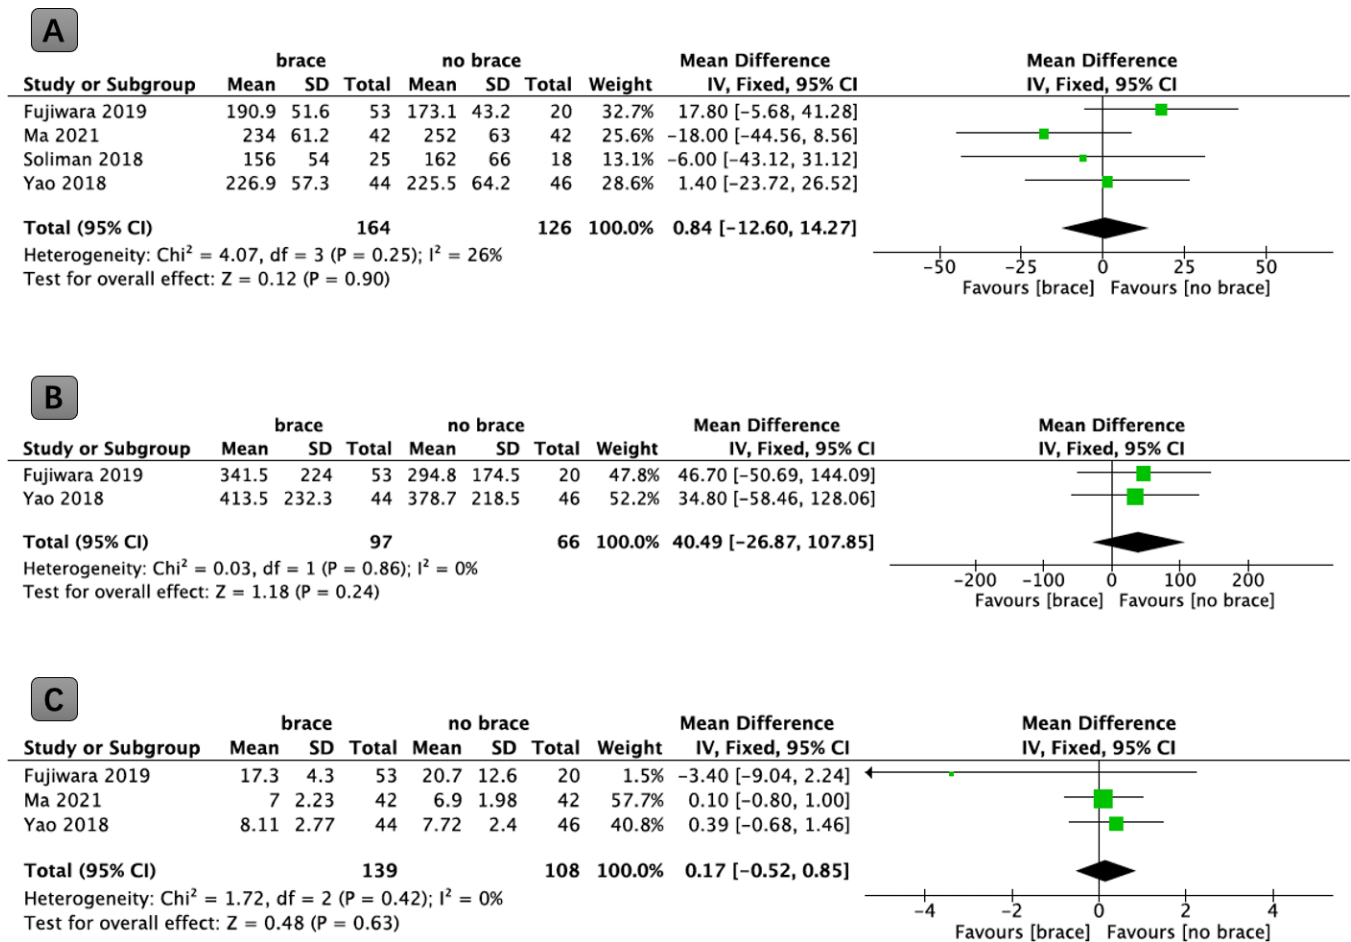 A
brace no brace Mean Difference Mean Difference
Study or Subgroup Mean SD Total Mean SD Total Weight IV, Fixed, 95% CI IV, Fixed, 95% CI
Fujiwara 2019 190.9 51.6 53 173.1 43.2 20 32.7% 17.80 [−5.68, 41.28]
Ma 2021 234 61.2 42 252 63 42 25.6% −18.00 [−44.56, 8.56]
Soliman 2018 156 54 25 162 66 18 13.1% −6.00 [−43.12, 31.12]
Yao 2018 226.9 57.3 44 225.5 64.2 46 28.6% 1.40 [−23.72, 26.52]
Total (95% CI) 164 126 100.0% 0.84 [−12.60, 14.27]
Heterogeneity: Chi² = 4.07, df = 3 (P = 0.25); I² = 26%
Test for overall effect: Z = 0.12 (P = 0.90)
−50 −25 0 25 50
Favours [brace] Favours [no brace]
B
brace no brace Mean Difference Mean Difference
Study or Subgroup Mean SD Total Mean SD Total Weight IV, Fixed, 95% CI IV, Fixed, 95% CI
Fujiwara 2019 341.5 224 53 294.8 174.5 20 47.8% 46.70 [−50.69, 144.09]
Yao 2018 413.5 232.3 44 378.7 218.5 46 52.2% 34.80 [−58.46, 128.06]
Total (95% CI) 97 66 100.0% 40.49 [−26.87, 107.85]
Heterogeneity: Chi² = 0.03, df = 1 (P = 0.86); I² = 0%
Test for overall effect: Z = 1.18 (P = 0.24)
−200 −100 0 100 200
Favours [brace] Favours [no brace]
C
brace no brace Mean Difference Mean Difference
Study or Subgroup Mean SD Total Mean SD Total Weight IV, Fixed, 95% CI IV, Fixed, 95% CI
Fujiwara 2019 17.3 4.3 53 20.7 12.6 20 1.5% −3.40 [−9.04, 2.24]
Ma 2021 7 2.23 42 6.9 1.98 42 57.7% 0.10 [−0.80, 1.00]
Yao 2018 8.11 2.77 44 7.72 2.4 46 40.8% 0.39 [−0.68, 1.46]
Total (95% CI) 139 108 100.0% 0.17 [−0.52, 0.85]
Heterogeneity: Chi² = 1.72, df = 2 (P = 0.42); I² = 0%
Test for overall effect: Z = 0.48 (P = 0.63)
−4 −2 0 2 4
Favours [brace] Favours [no brace]